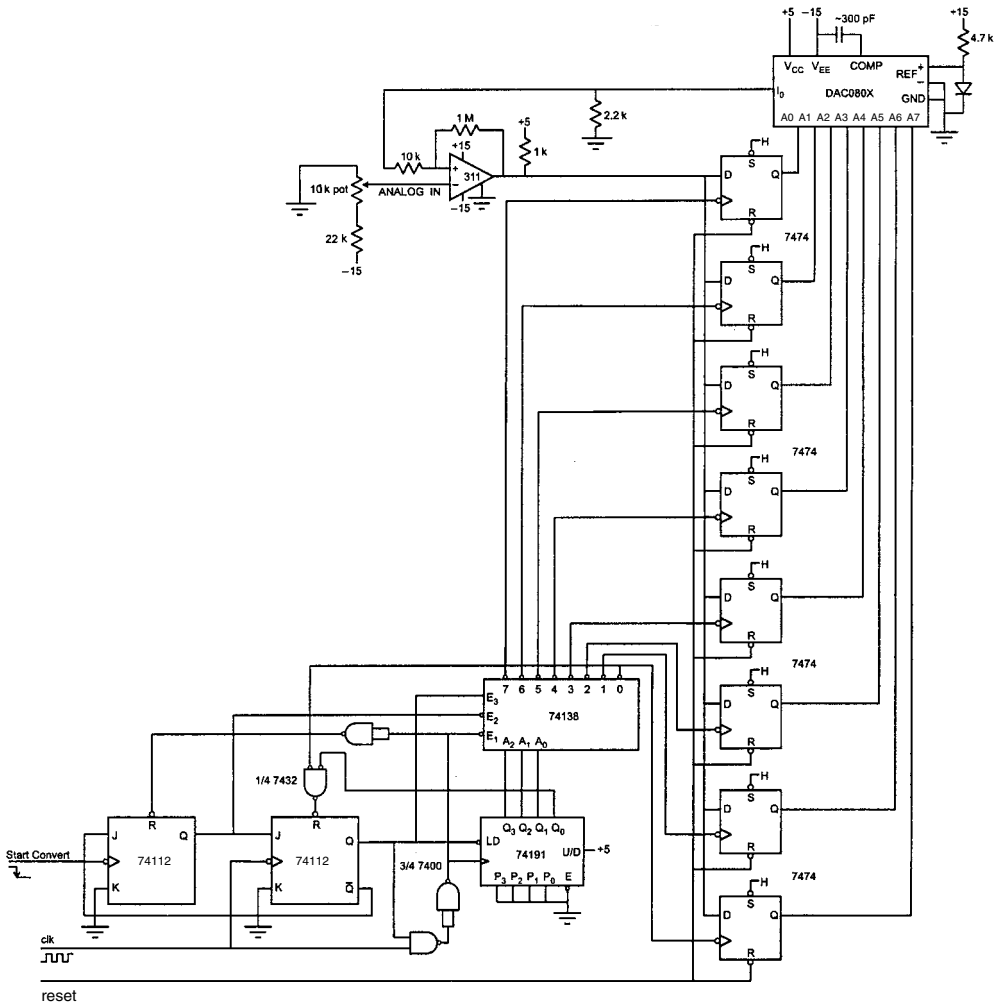 +5 −15 ~300 pF +15
4.7 k
VCC VEE COMP REF + −
I0 DAC080X GND
A0 A1 A2 A3 A4 A5 A6 A7
2.2 k
1 M +5
+15 1 k
10 k + 311
10k pot ANALOG IN −
−15
22 k
−15
H
S
D Q
R
7474
H
S
D Q
R
H
S
D Q
R
7474
H
S
D Q
R
H
S
D Q
R
7474
H
S
D Q
R
H
S
D Q
R
7474
H
S
D Q
R
7 6 5 4 3 2 1 0
E3
74138
E2
E1 A2 A1 A0
1/4 7432
R R
J Q J Q
Q3 Q2 Q1 Q0
LD
74191 U/D +5
Start Convert 74112 74112 3/4 7400
P3 P2 P1 P0 E
K K Q̅
clk
reset